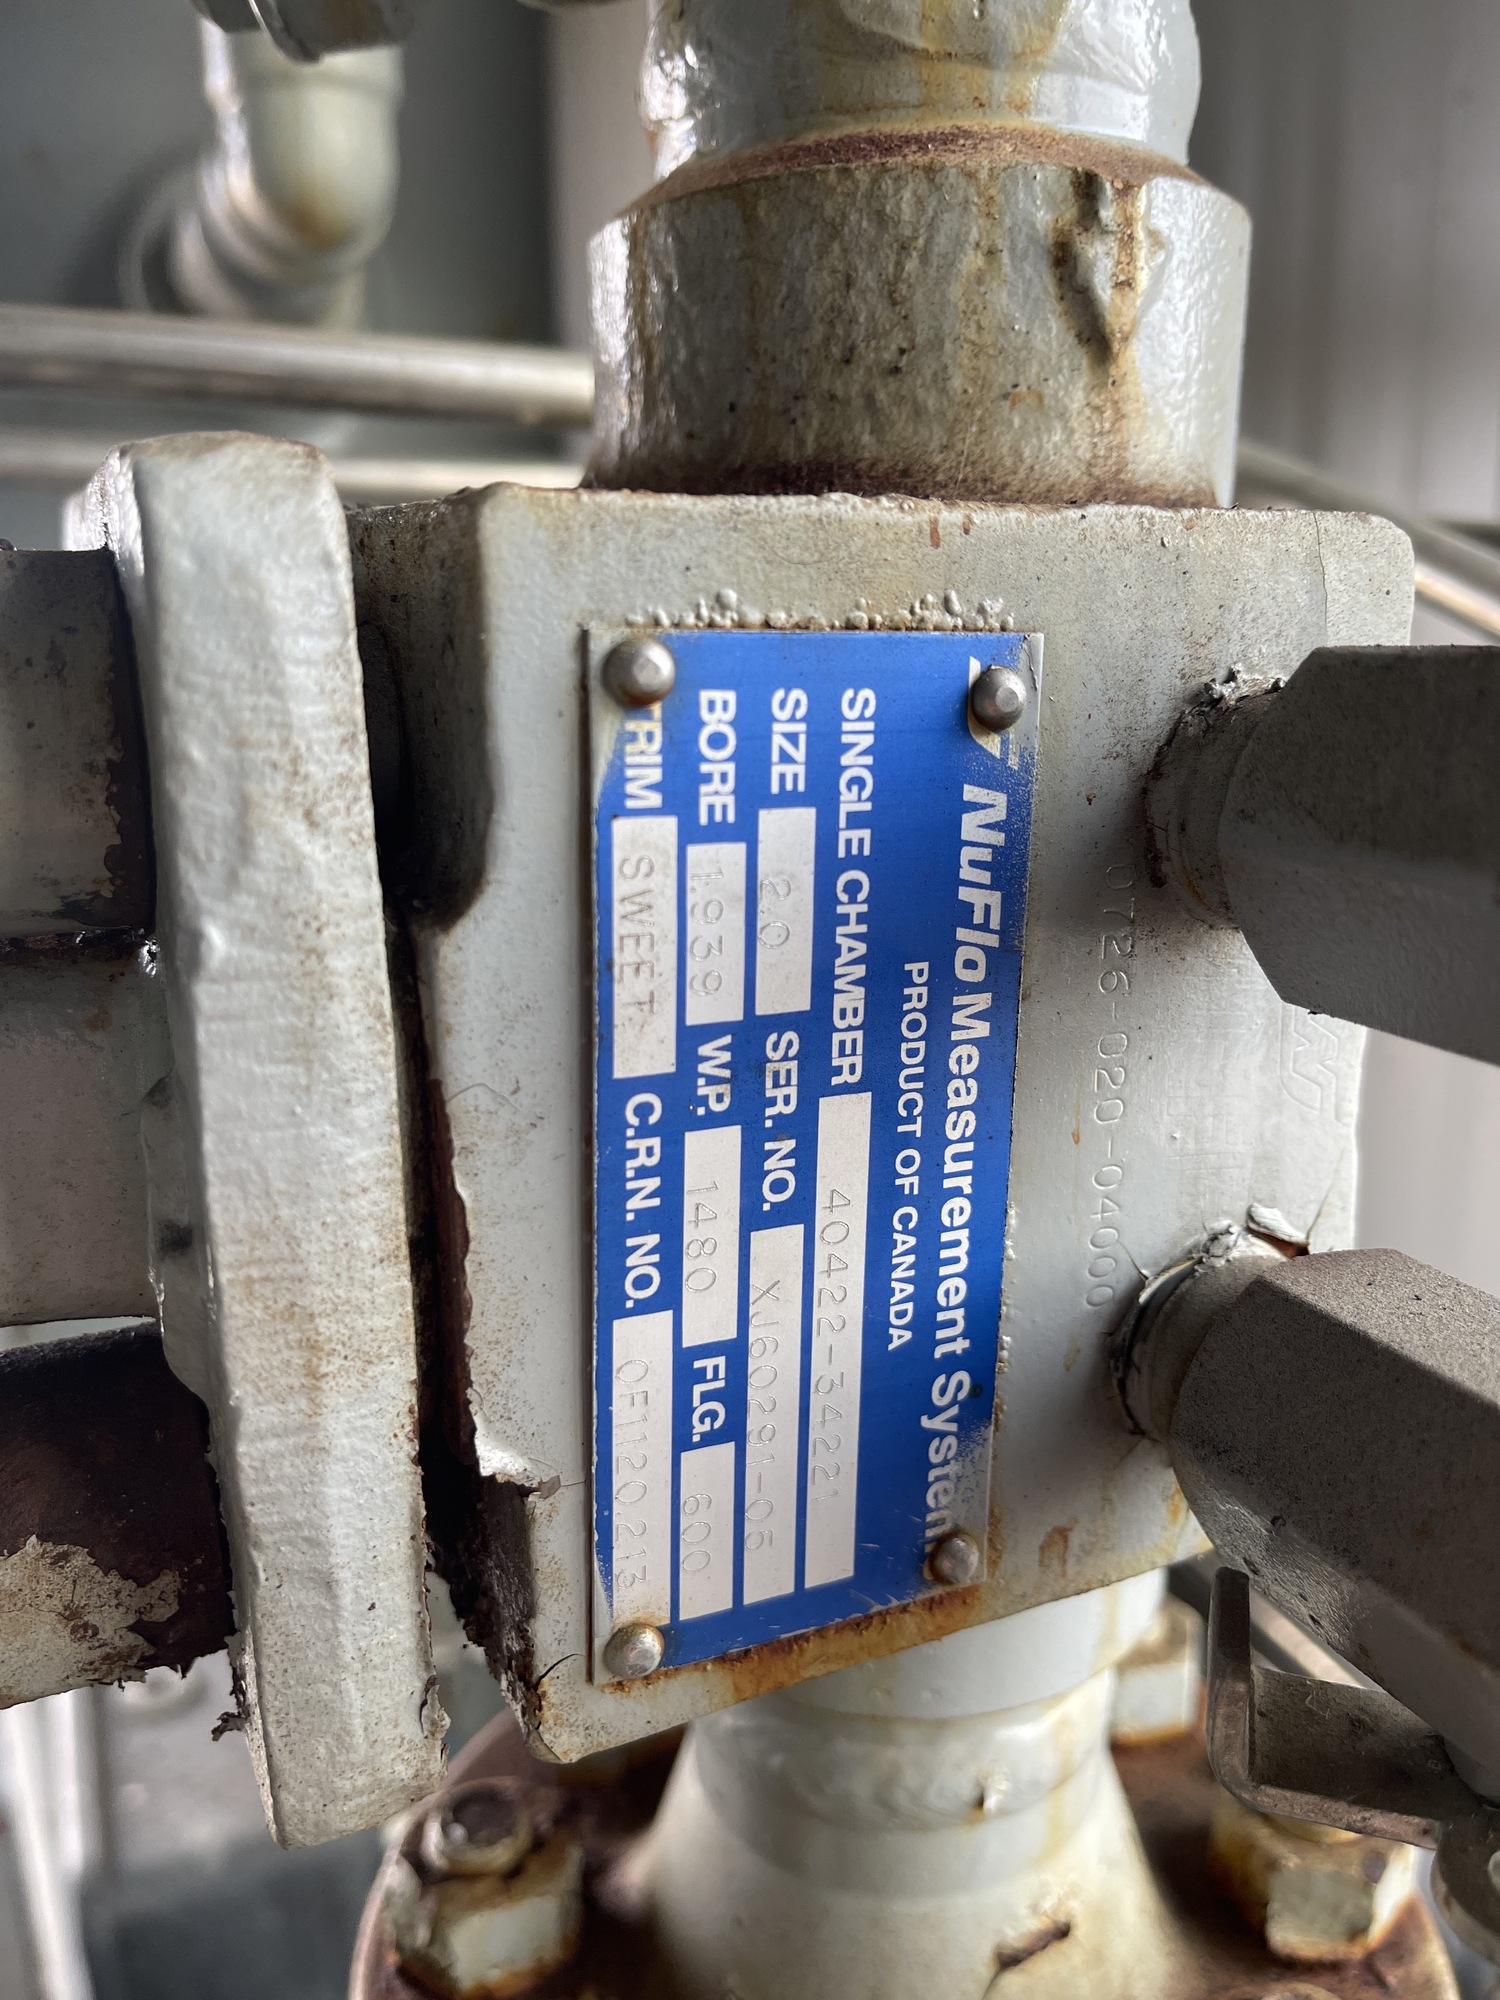 0726-020-04000
NuFlo Measurement Systems
PRODUCT OF CANADA
SINGLE CHAMBER 40422-34221
SIZE 2.0 SER. NO. XJ60291-05
BORE 1.939 W.P. 1480 FLG. 600
TRIM SWEET C.R.N. NO. 0F1120.213